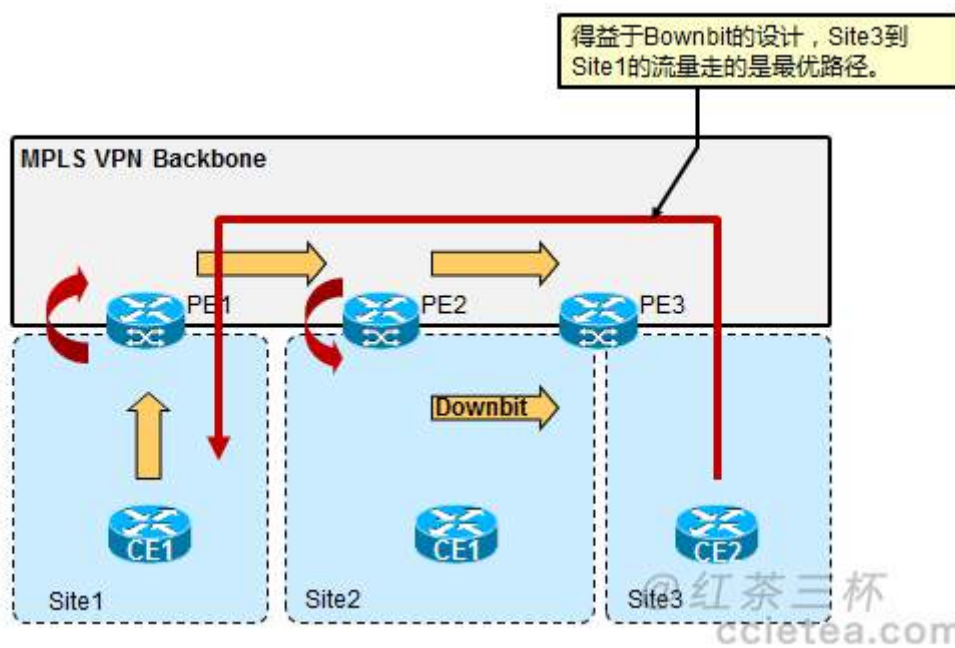 得益于Bownbit的设计，Site3到
Site1的流量走的是最优路径。
MPLS VPN Backbone
PE1
PE2
PE3
Downbit
CE1
CE1
CE2
Site1
Site2
Site3
@红茶三杯
ccietea.com